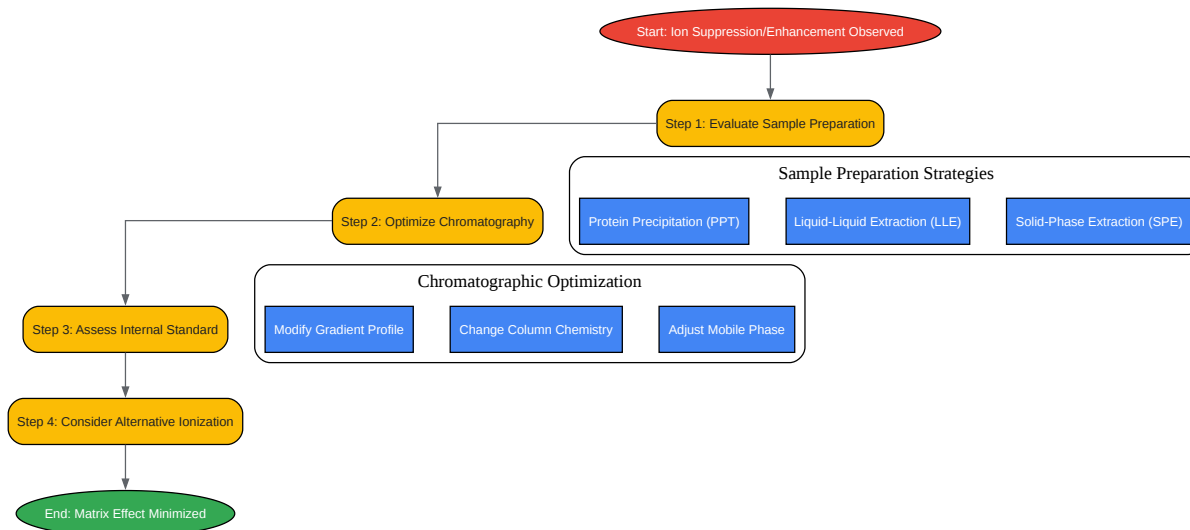 Start: Ion Suppression/Enhancement Observed
Step 1: Evaluate Sample Preparation
Sample Preparation Strategies
Protein Precipitation (PPT)
Liquid-Liquid Extraction (LLE)
Solid-Phase Extraction (SPE)
Step 2: Optimize Chromatography
Chromatographic Optimization
Modify Gradient Profile
Change Column Chemistry
Adjust Mobile Phase
Step 3: Assess Internal Standard
Step 4: Consider Alternative Ionization
End: Matrix Effect Minimized